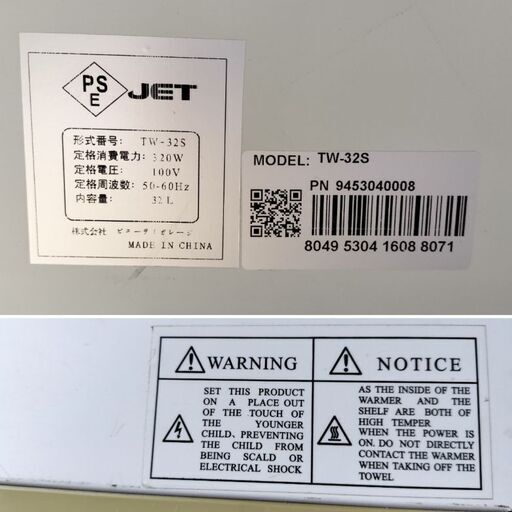 PS
E
JET
形式番号: TW-32S
定格消費電力: 320W
定格電圧: 100V
定格周波数: 50-60Hz
内容量: 32 L
株式会社
MADE IN CHINA
MODEL: TW-32S
PN 9453040008
8049 5304 1608 8071
WARNING
SET THIS PRODUCT
ON A PLACE OUT
OF THE TOUCH OF
THE YOUNGER
CHILD, PREVENTING
THE CHILD FROM
BEING SCALD OR
ELECTRICAL SHOCK
NOTICE
AS THE INSIDE OF THE
WARMER AND THE
SHELF ARE BOTH OF
HIGH TEMPER
WHEN THE POWER IS
ON. DO NOT DIRECTLY
CONTACT THE WARMER
WHEN TAKING OFF THE
TOWEL